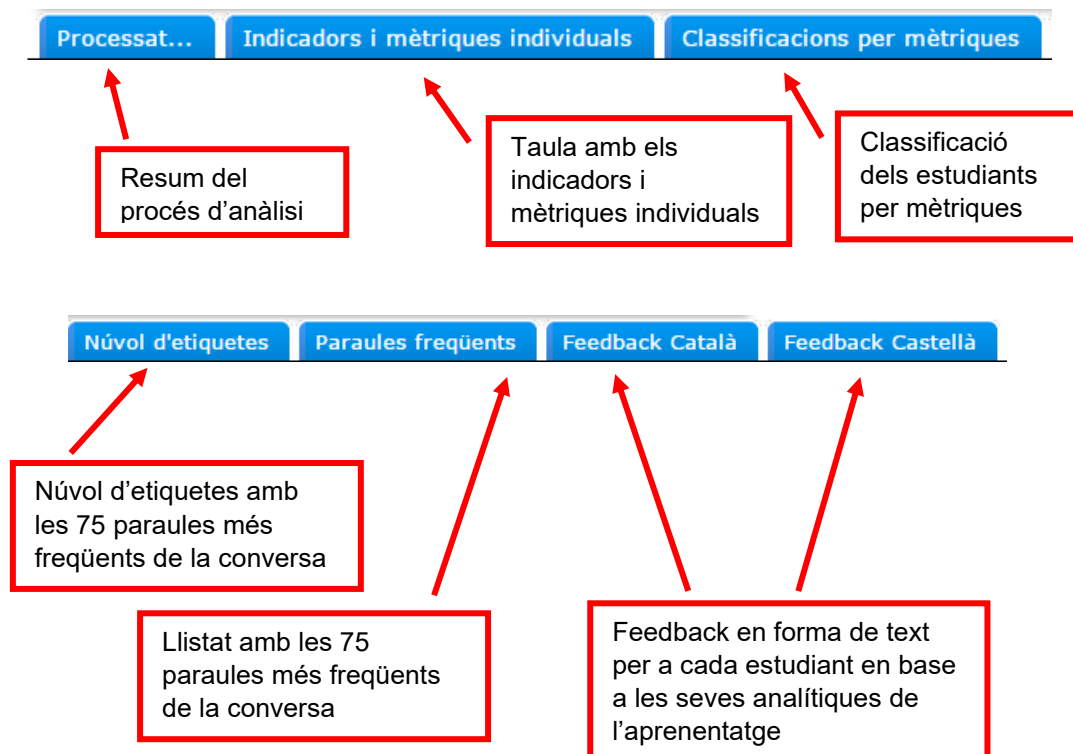 Processat... Indicadors i mètriques individuals Classificacions per mètriques
Resum del
procés d’anàlisi
Taula amb els
indicadors i
mètriques individuals
Classificació
dels estudiants
per mètriques
Núvol d'etiquetes Paraules freqüents Feedback Català Feedback Castellà
Núvol d’etiquetes amb
les 75 paraules més
freqüents de la conversa
Llistat amb les 75
paraules més freqüents
de la conversa
Feedback en forma de text
per a cada estudiant en base
a les seves analítiques de
l’aprenentatge